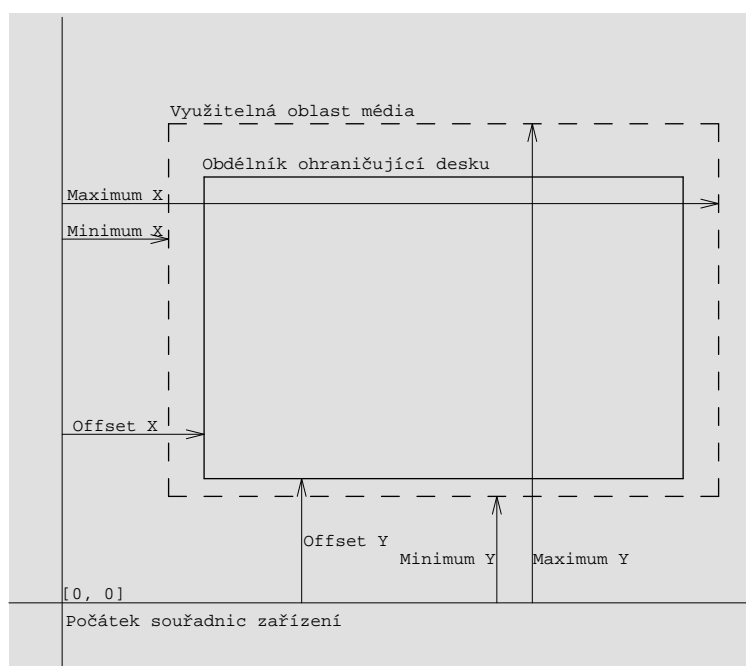 Využitelná oblast média
Obdélník ohraničující desku
Maximum X
Minimum X
Offset X
Offset Y
Minimum Y
Maximum Y
[0, 0]
Počátek souřadnic zařízení